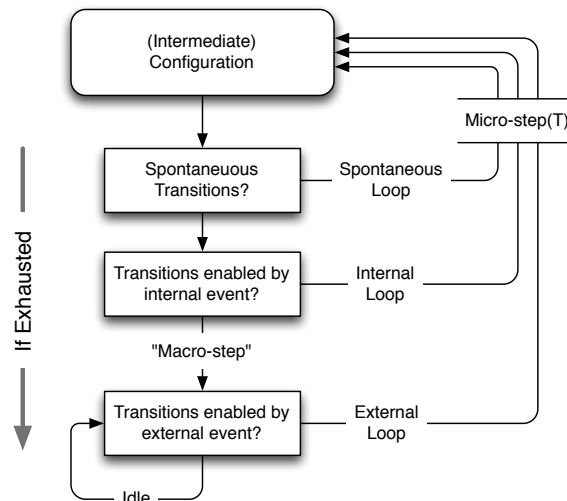 (Intermediate)
Configuration
Micro-step(T)
Spontaneuous
Transitions?
Spontaneous
Loop
If Exhausted
Transitions enabled by
internal event?
Internal
Loop
"Macro-step"
Transitions enabled by
external event?
External
Loop
Idle